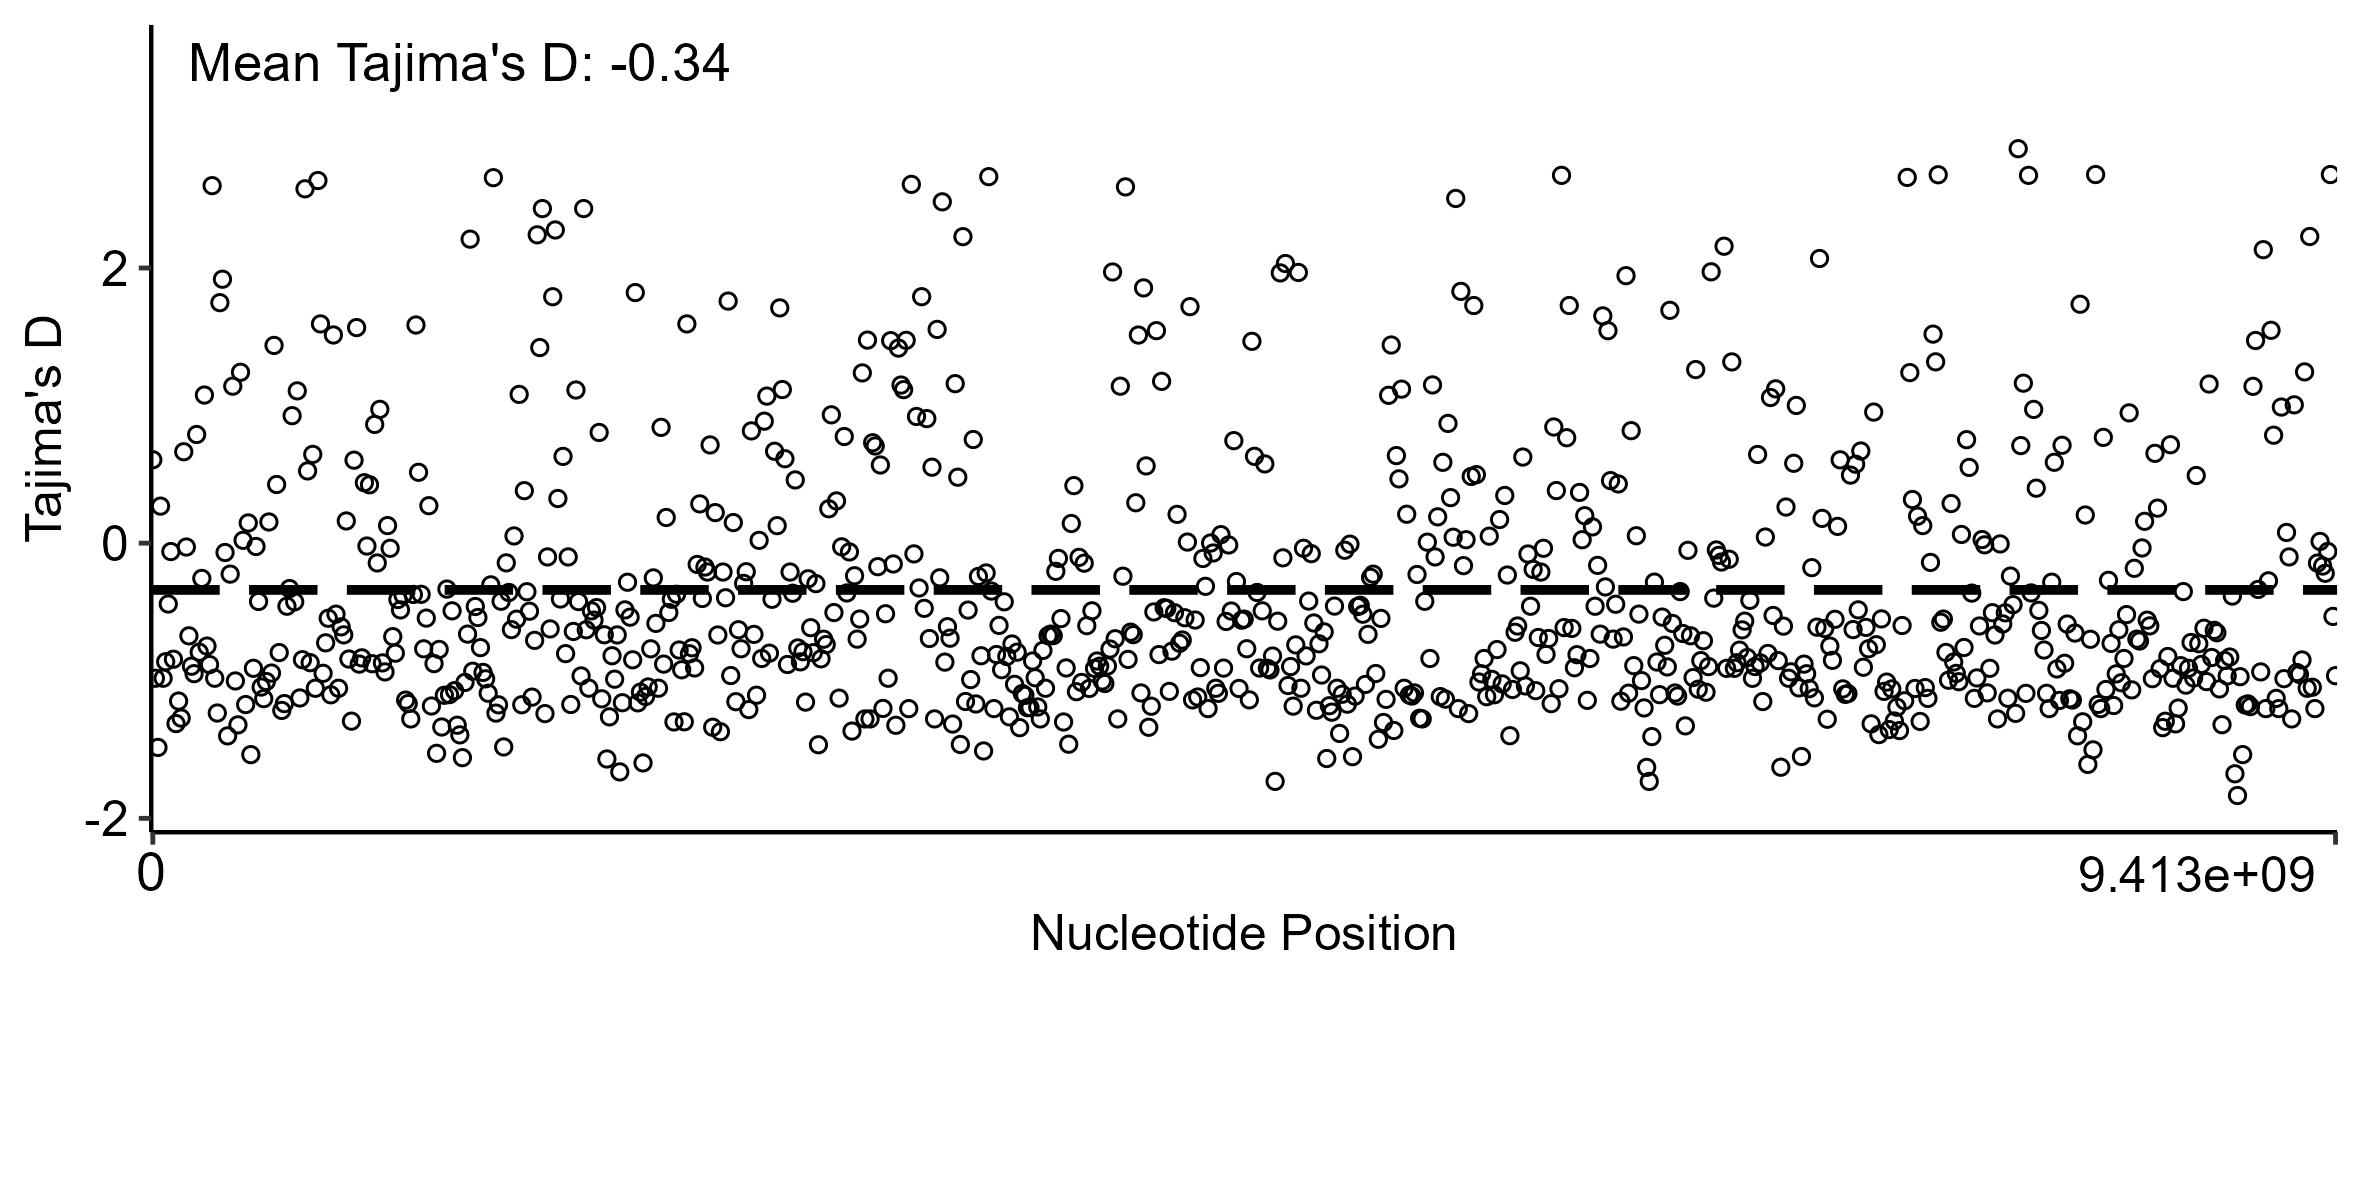 Mean Tajima's D: -0.34
Tajima's D
2
0
-2
0
9.413e+09
Nucleotide Position